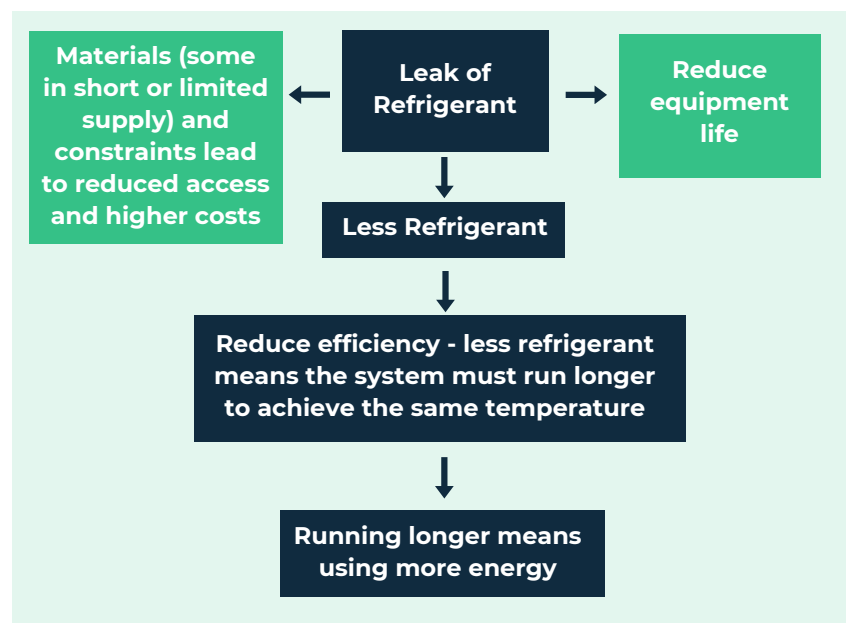 Materials (some
in short or limited
supply) and
constraints lead
to reduced access
and higher costs
Leak of
Refrigerant
Reduce
equipment
life
Less Refrigerant
Reduce efficiency - less refrigerant
means the system must run longer
to achieve the same temperature
Running longer means
using more energy